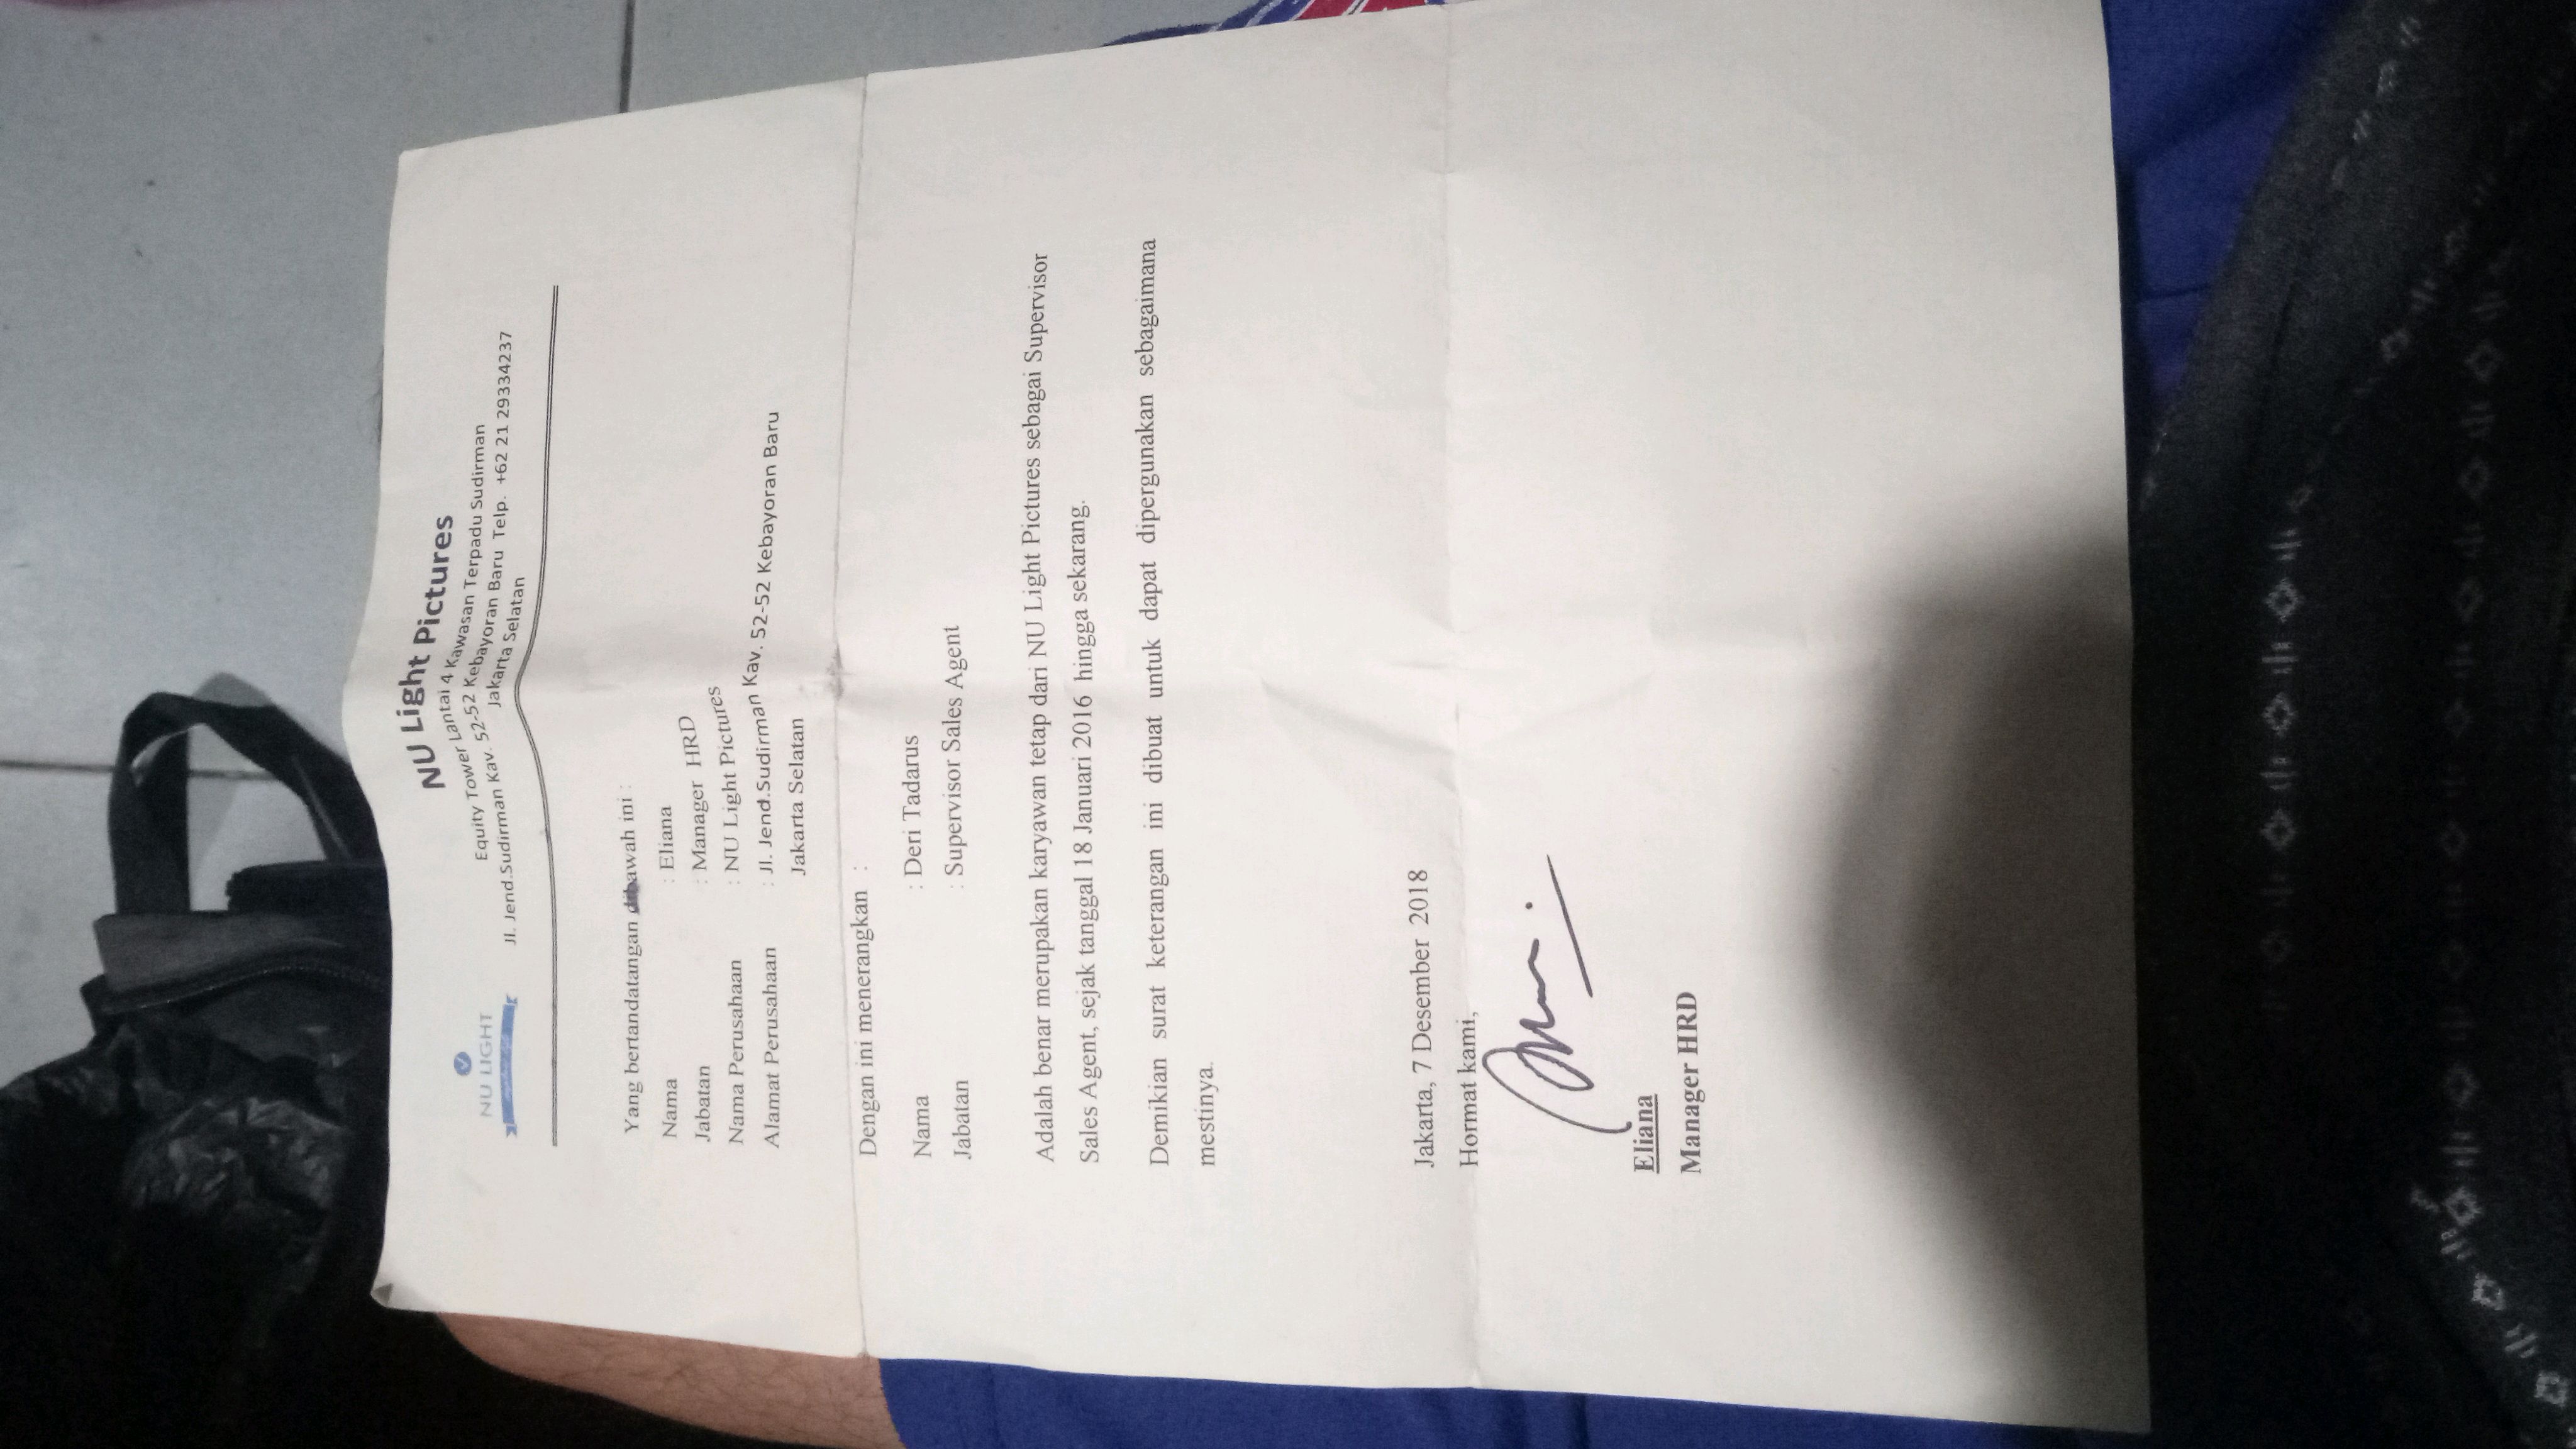 NU LIGHT
NU Light Pictures
Equity Tower Lantai 4, Kawasan Terpadu Sudirman
Jl. Jend.Sudirman Kav. 52-52 Kebayoran Baru Telp. +62 21 29334237
Jakarta Selatan
Yang bertandatangan dibawah ini :
Nama : Eliana
Jabatan : Manager HRD
Nama Perusahaan : NU Light Pictures
Alamat Perusahaan : Jl. Jend.Sudirman Kav. 52-52 Kebayoran Baru
Jakarta Selatan
Dengan ini menerangkan :
Nama : Deri Tadarus
Jabatan : Supervisor Sales Agent
Adalah benar merupakan karyawan tetap dari NU Light Pictures sebagai Supervisor
Sales Agent, sejak tanggal 18 Januari 2016 hingga sekarang.
Demikian surat keterangan ini dibuat untuk dapat dipergunakan sebagaimana
mestinya.
Jakarta, 7 Desember 2018
Hormat kami,
Eliana
Manager HRD